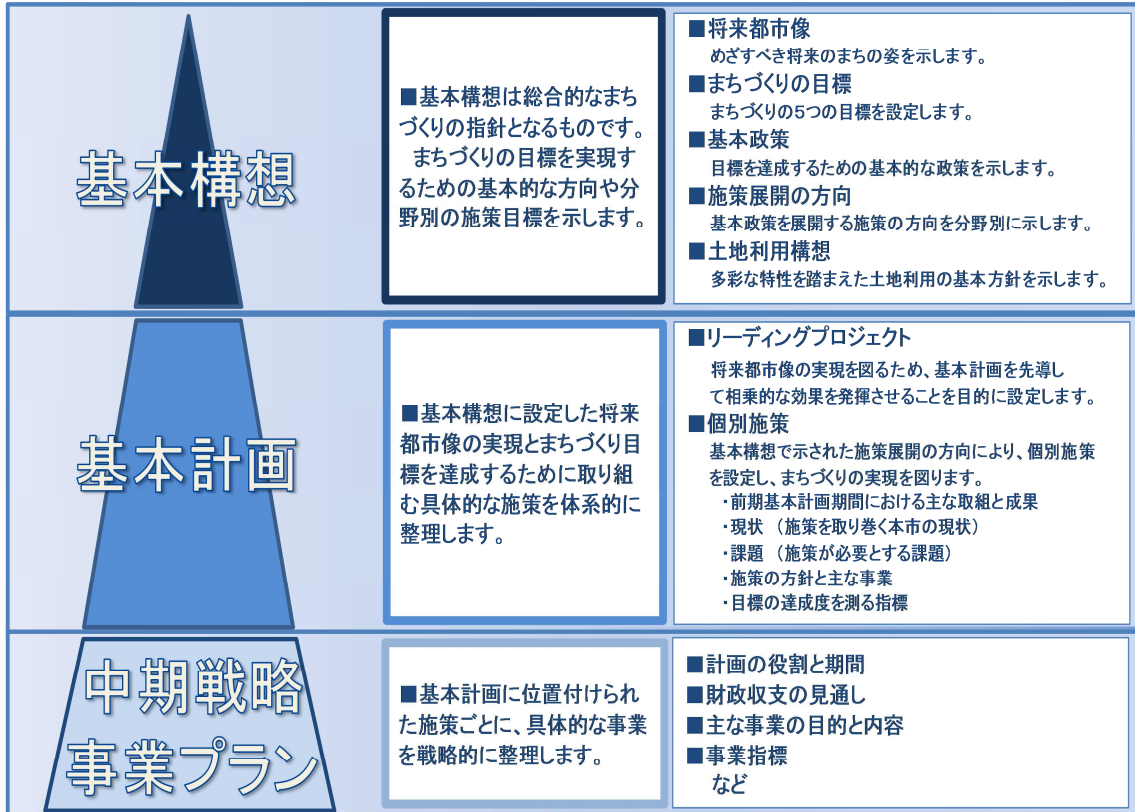 基本構想
■基本構想は総合的なまち
づくりの指針となるものです。
まちづくりの目標を実現す
るための基本的な方向や分
野別の施策目標を示します。
■将来都市像
めざすべき将来のまちの姿を示します。
■まちづくりの目標
まちづくりの5つの目標を設定します。
■基本政策
目標を達成するための基本的な政策を示します。
■施策展開の方向
基本政策を展開する施策の方向を分野別に示します。
■土地利用構想
多彩な特性を踏まえた土地利用の基本方針を示します。
基本計画
■基本構想に設定した将来
都市像の実現とまちづくり目
標を達成するために取り組
む具体的な施策を体系的に
整理します。
■リーディングプロジェクト
将来都市像の実現を図るため、基本計画を先導し
て相乗的な効果を発揮させることを目的に設定します。
■個別施策
基本構想で示された施策展開の方向により、個別施策
を設定し、まちづくりの実現を図ります。
・前期基本計画期間における主な取組と成果
・現状 （施策を取り巻く本市の現状）
・課題 （施策が必要とする課題）
・施策の方針と主な事業
・目標の達成度を測る指標
中期戦略
事業プラン
■基本計画に位置付けられ
た施策ごとに、具体的な事業
を戦略的に整理します。
■計画の役割と期間
■財政収支の見通し
■主な事業の目的と内容
■事業指標
など